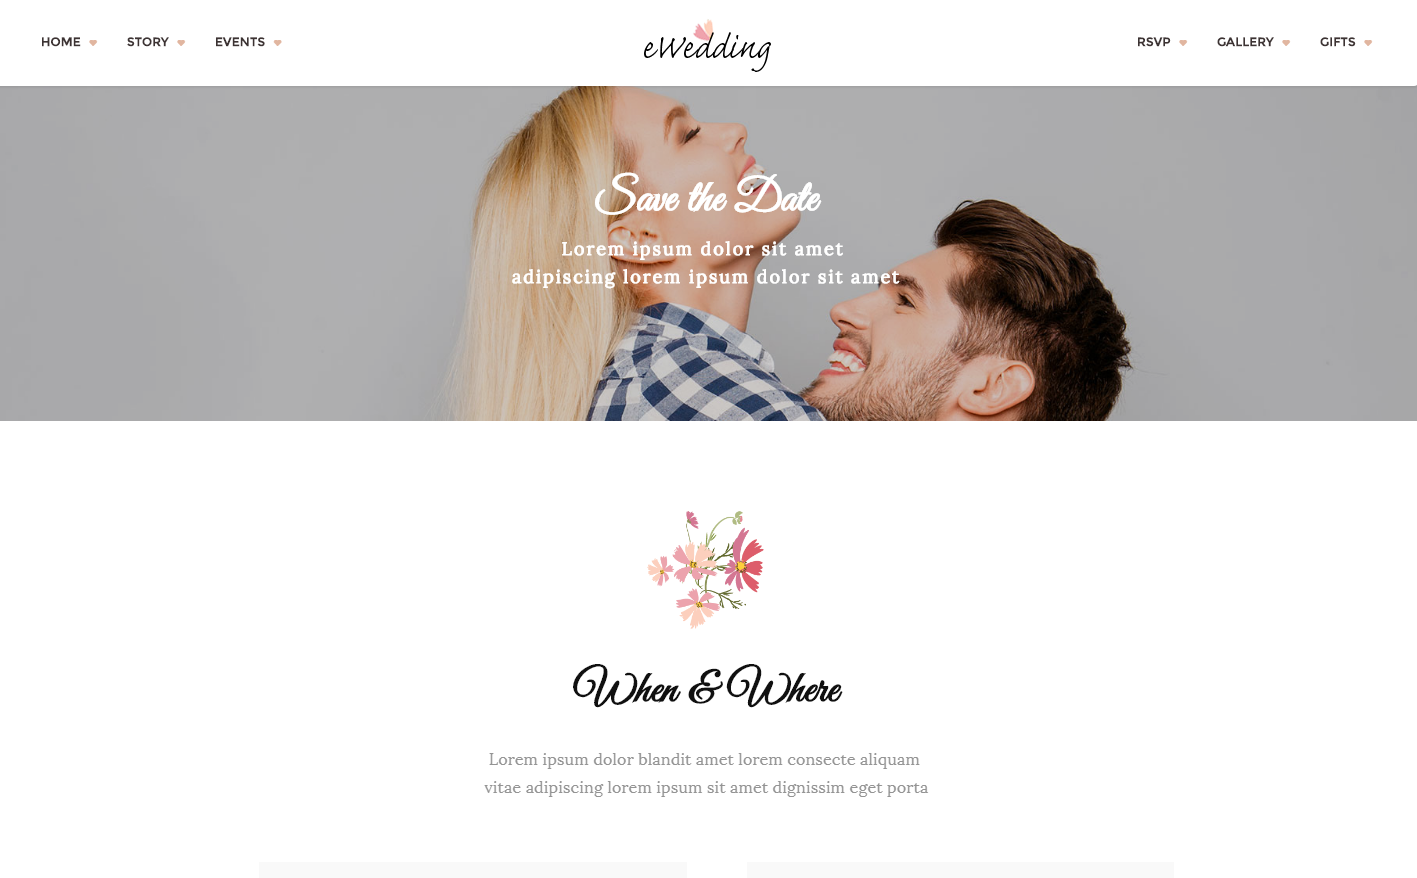 HOME STORY EVENTS eWedding RSVP GALLERY GIFTS
Save the Date
Lorem ipsum dolor sit amet
adipiscing lorem ipsum dolor sit amet
When & Where
Lorem ipsum dolor blandit amet lorem consecte aliquam
vitae adipiscing lorem ipsum sit amet dignissim eget porta